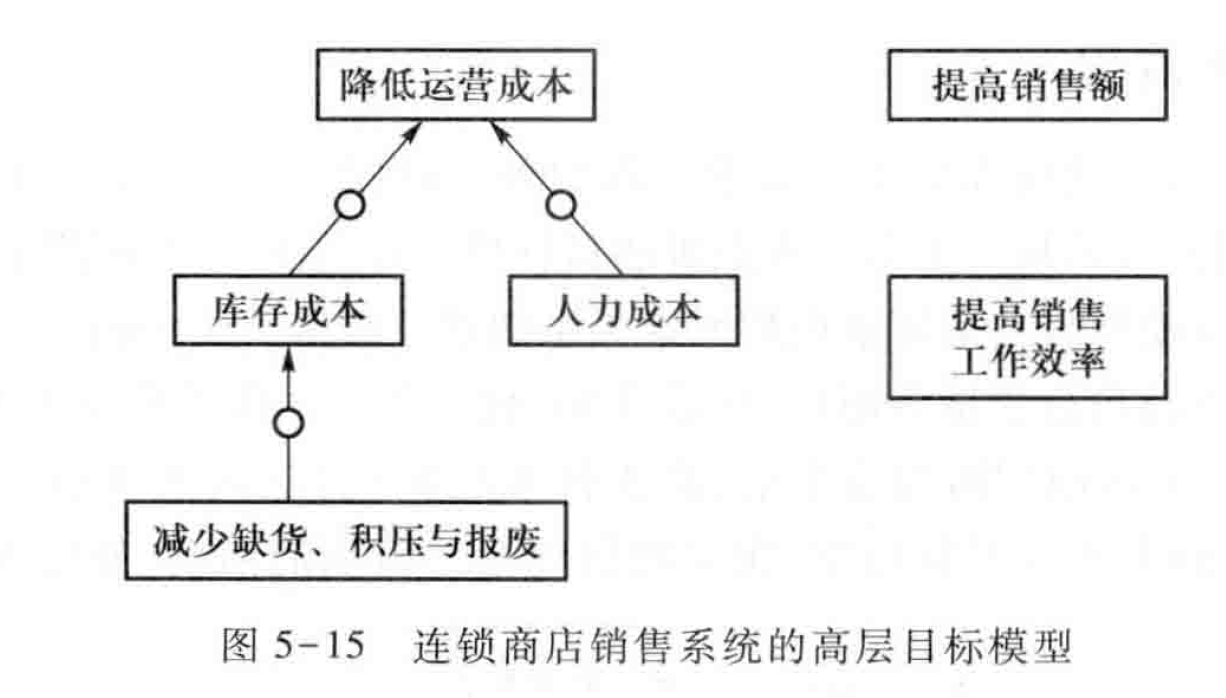 降低运营成本
提高销售额
库存成本
人力成本
提高销售
工作效率
减少缺货、积压与报废
图 5-15 连锁商店销售系统的高层目标模型